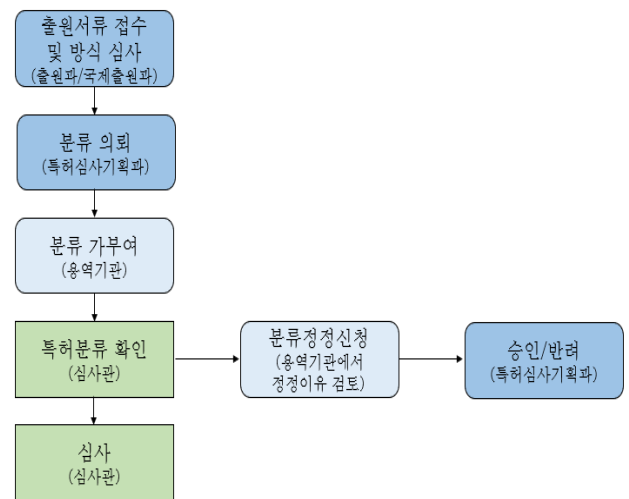 출원서류 접수
및 방식 심사
(출원과/국제출원과)
분류 의뢰
(특허심사기획과)
분류 가부여
(용역기관)
특허분류 확인
(심사관)
분류정정신청
(용역기관에서
정정이유 검토)
승인/반려
(특허심사기획과)
심사
(심사관)